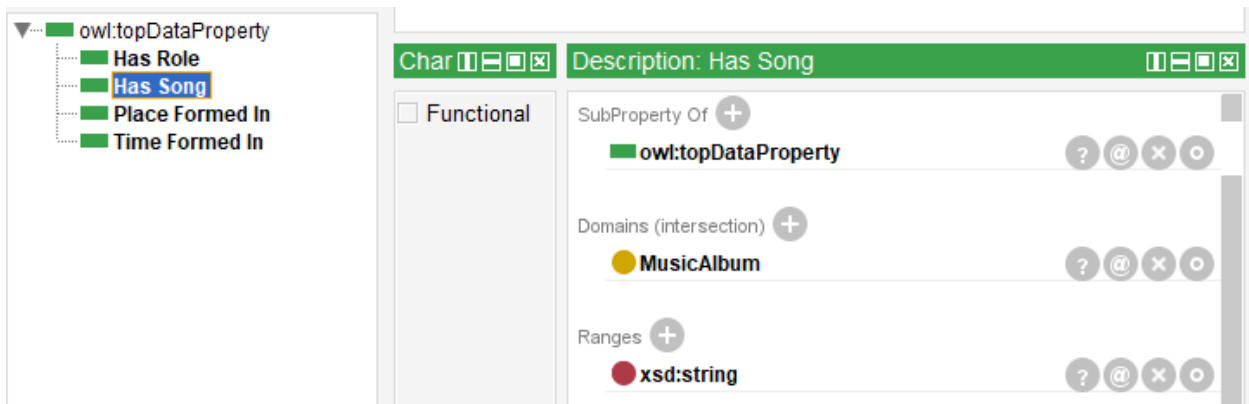 owl:topDataProperty
Has Role
Has Song
Place Formed In
Time Formed In
Char
Functional
Description: Has Song
SubProperty Of
owl:topDataProperty
Domains (intersection)
MusicAlbum
Ranges
xsd:string